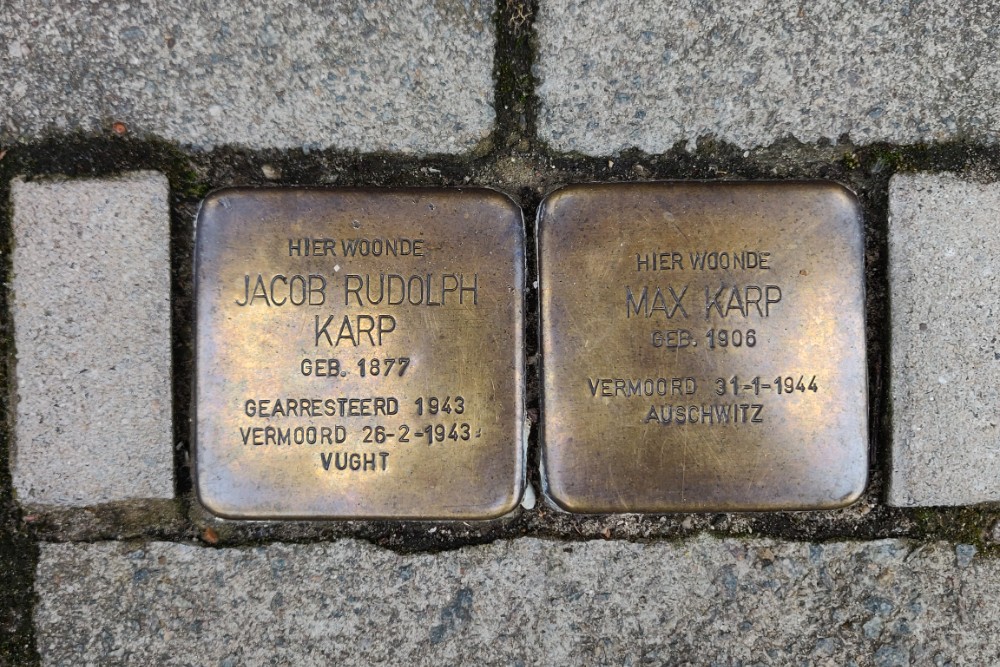 HIER WOONDE
JACOB RUDOLPH
KARP
GEB. 1877
GEARRESTEERD 1943
VERMOORD 26-2-1943
VUGHT
HIER WOONDE
MAX KARP
GEB. 1906
VERMOORD 31-1-1944
AUSCHWITZ